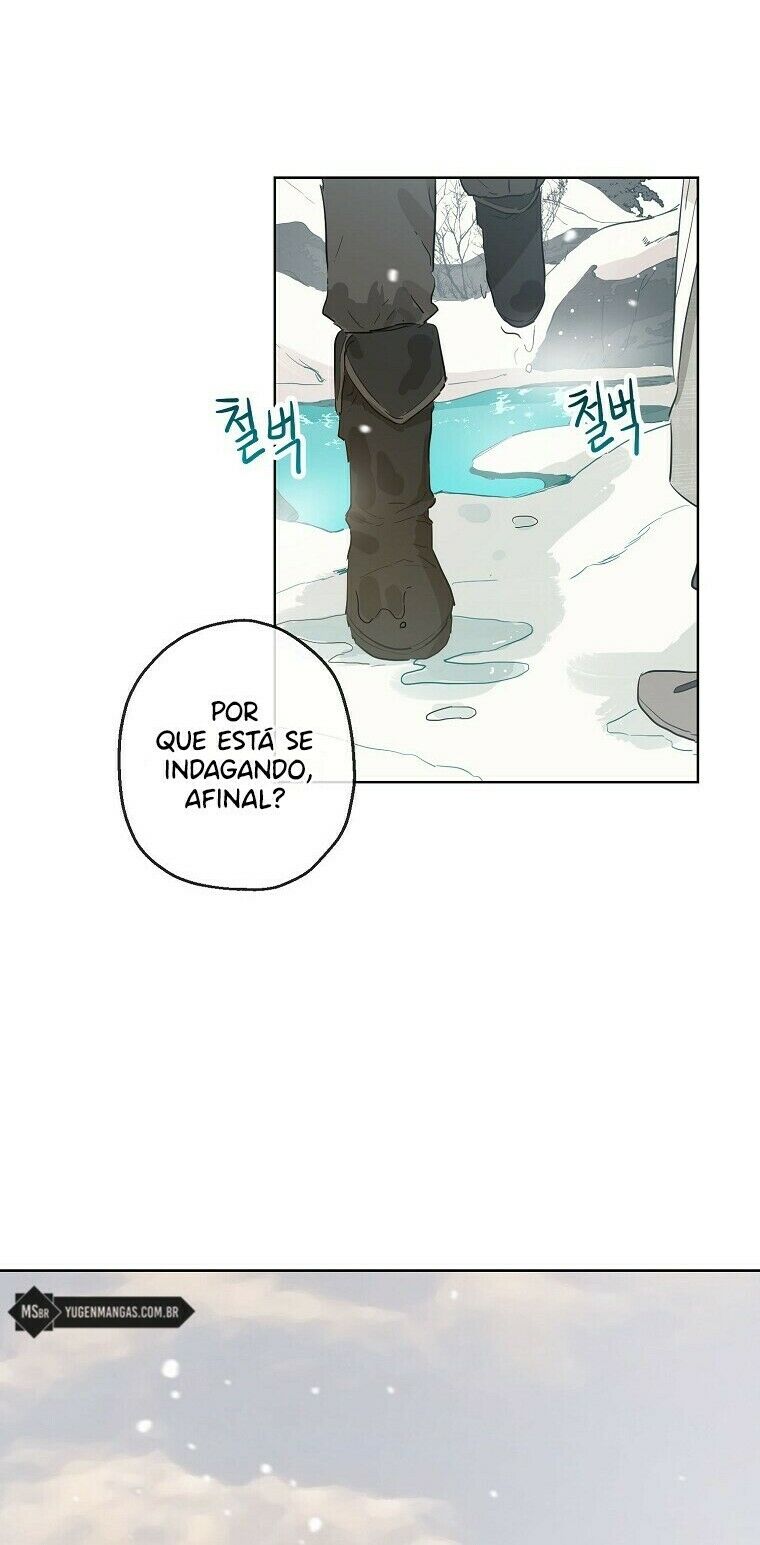 철벅
철벅
POR
QUE ESTÁ SE
INDAGANDO,
AFINAL?
MSBR
YUGENMANGAS.COM.BR